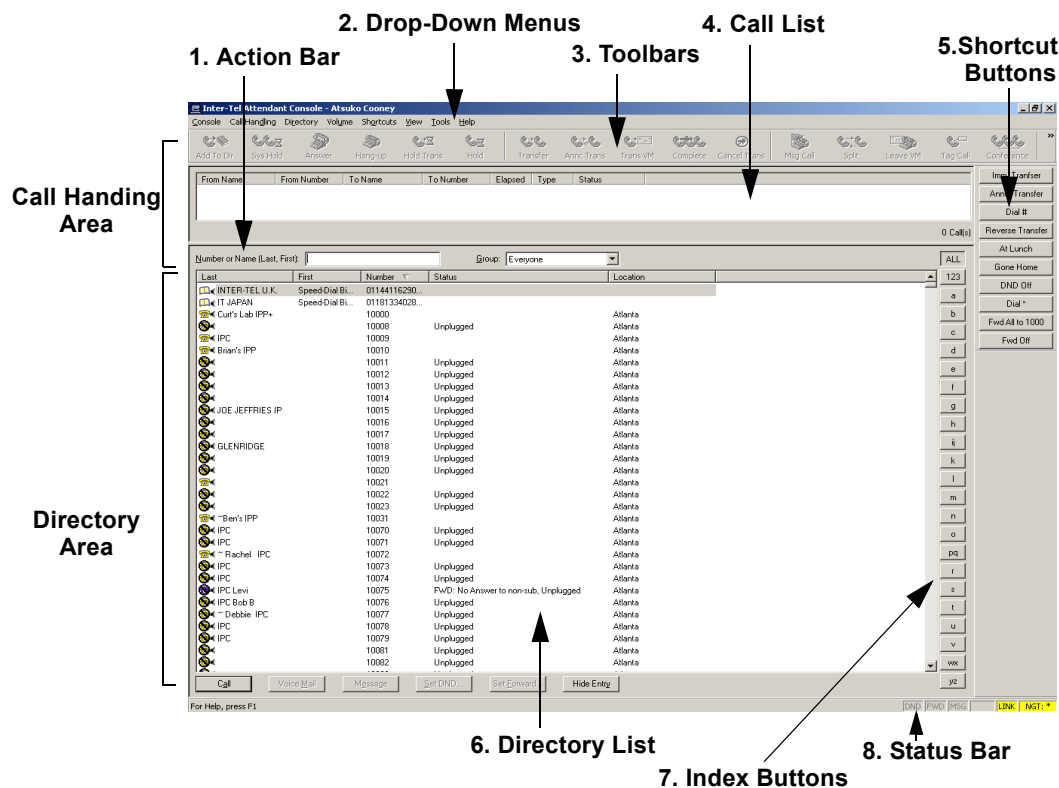 2. Drop-Down Menus
4. Call List
1. Action Bar
3. Toolbars
5.Shortcut
Buttons
Inter-Tel Attendant Console - Atsuko Cooney
Console Call Handling Directory Volume Shortcuts View Tools Help
Add To Dir Sys Hold Answer Hang-up Hold Trans Hold Transfer Annc Trans Trans VM Complete Cancel Trans Msg Call Split Leave VM Tag Call Conference »
Call Handing
Area
From Name From Number To Name To Number Elapsed Type Status
0 Call(s)
Imm Tranfser
Annc Transfer
Dial #
Reverse Transfer
At Lunch
Gone Home
DND Off
Dial *
Fwd All to 1000
Fwd Off
Number or Name (Last, First): Group: Everyone
Directory
Area
Last First Number Status Location
INTER-TEL U.K. Speed-Dial Bi... 01144116290...
IT JAPAN Speed-Dial Bi... 01181334028...
Curt's Lab IPP+ 10000 Atlanta
10008 Unplugged Atlanta
IPC 10009 Atlanta
Brian's IPP 10010 Atlanta
10011 Unplugged Atlanta
10012 Unplugged Atlanta
10013 Unplugged Atlanta
10014 Unplugged Atlanta
JOE JEFFRIES IP 10015 Unplugged Atlanta
10016 Unplugged Atlanta
10017 Unplugged Atlanta
GLENRIDGE 10018 Unplugged Atlanta
10019 Unplugged Atlanta
10020 Unplugged Atlanta
10021 Atlanta
10022 Unplugged Atlanta
10023 Unplugged Atlanta
~Ben's IPP 10031 Atlanta
IPC 10070 Unplugged Atlanta
IPC 10071 Unplugged Atlanta
~ Rachel IPC 10072 Atlanta
IPC 10073 Unplugged Atlanta
IPC 10074 Unplugged Atlanta
IPC Levi 10075 FWD: No Answer to non-sub, Unplugged Atlanta
IPC Bob B 10076 Unplugged Atlanta
~ Debbie IPC 10077 Unplugged Atlanta
IPC 10078 Unplugged Atlanta
IPC 10079 Unplugged Atlanta
10081 Unplugged Atlanta
10082 Unplugged Atlanta
ALL
123
a
b
c
d
e
f
g
h
ij
k
l
m
n
o
pq
r
s
t
u
v
wx
yz
Call Voice Mail Message Set DND... Set Forward Hide Entry
For Help, press F1 DND FWD MSG LINK NGT: *
6. Directory List
8. Status Bar
7. Index Buttons